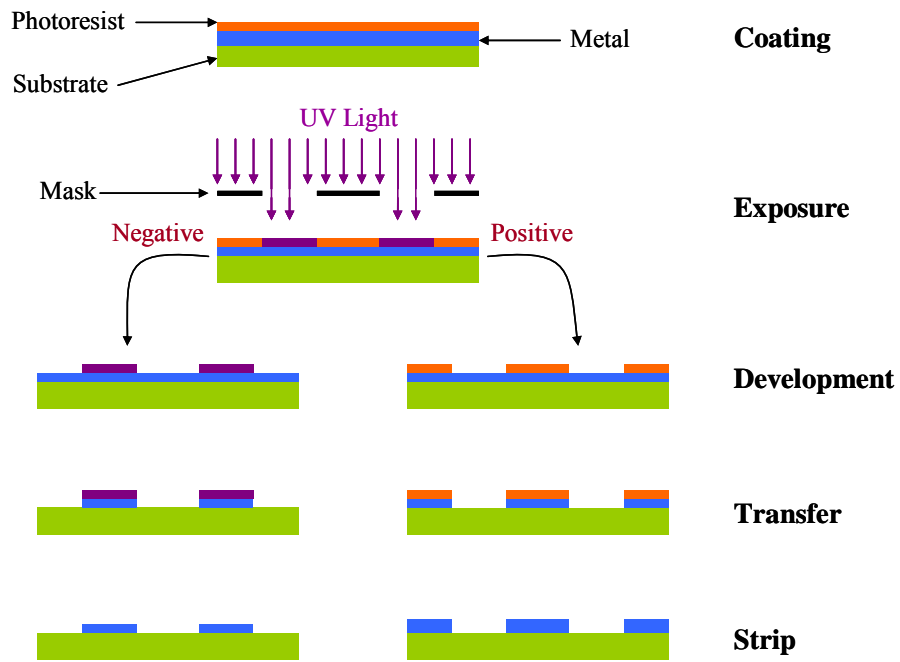 Photoresist
Metal
Coating
Substrate
UV Light
Mask
Exposure
Negative
Positive
Development
Transfer
Strip